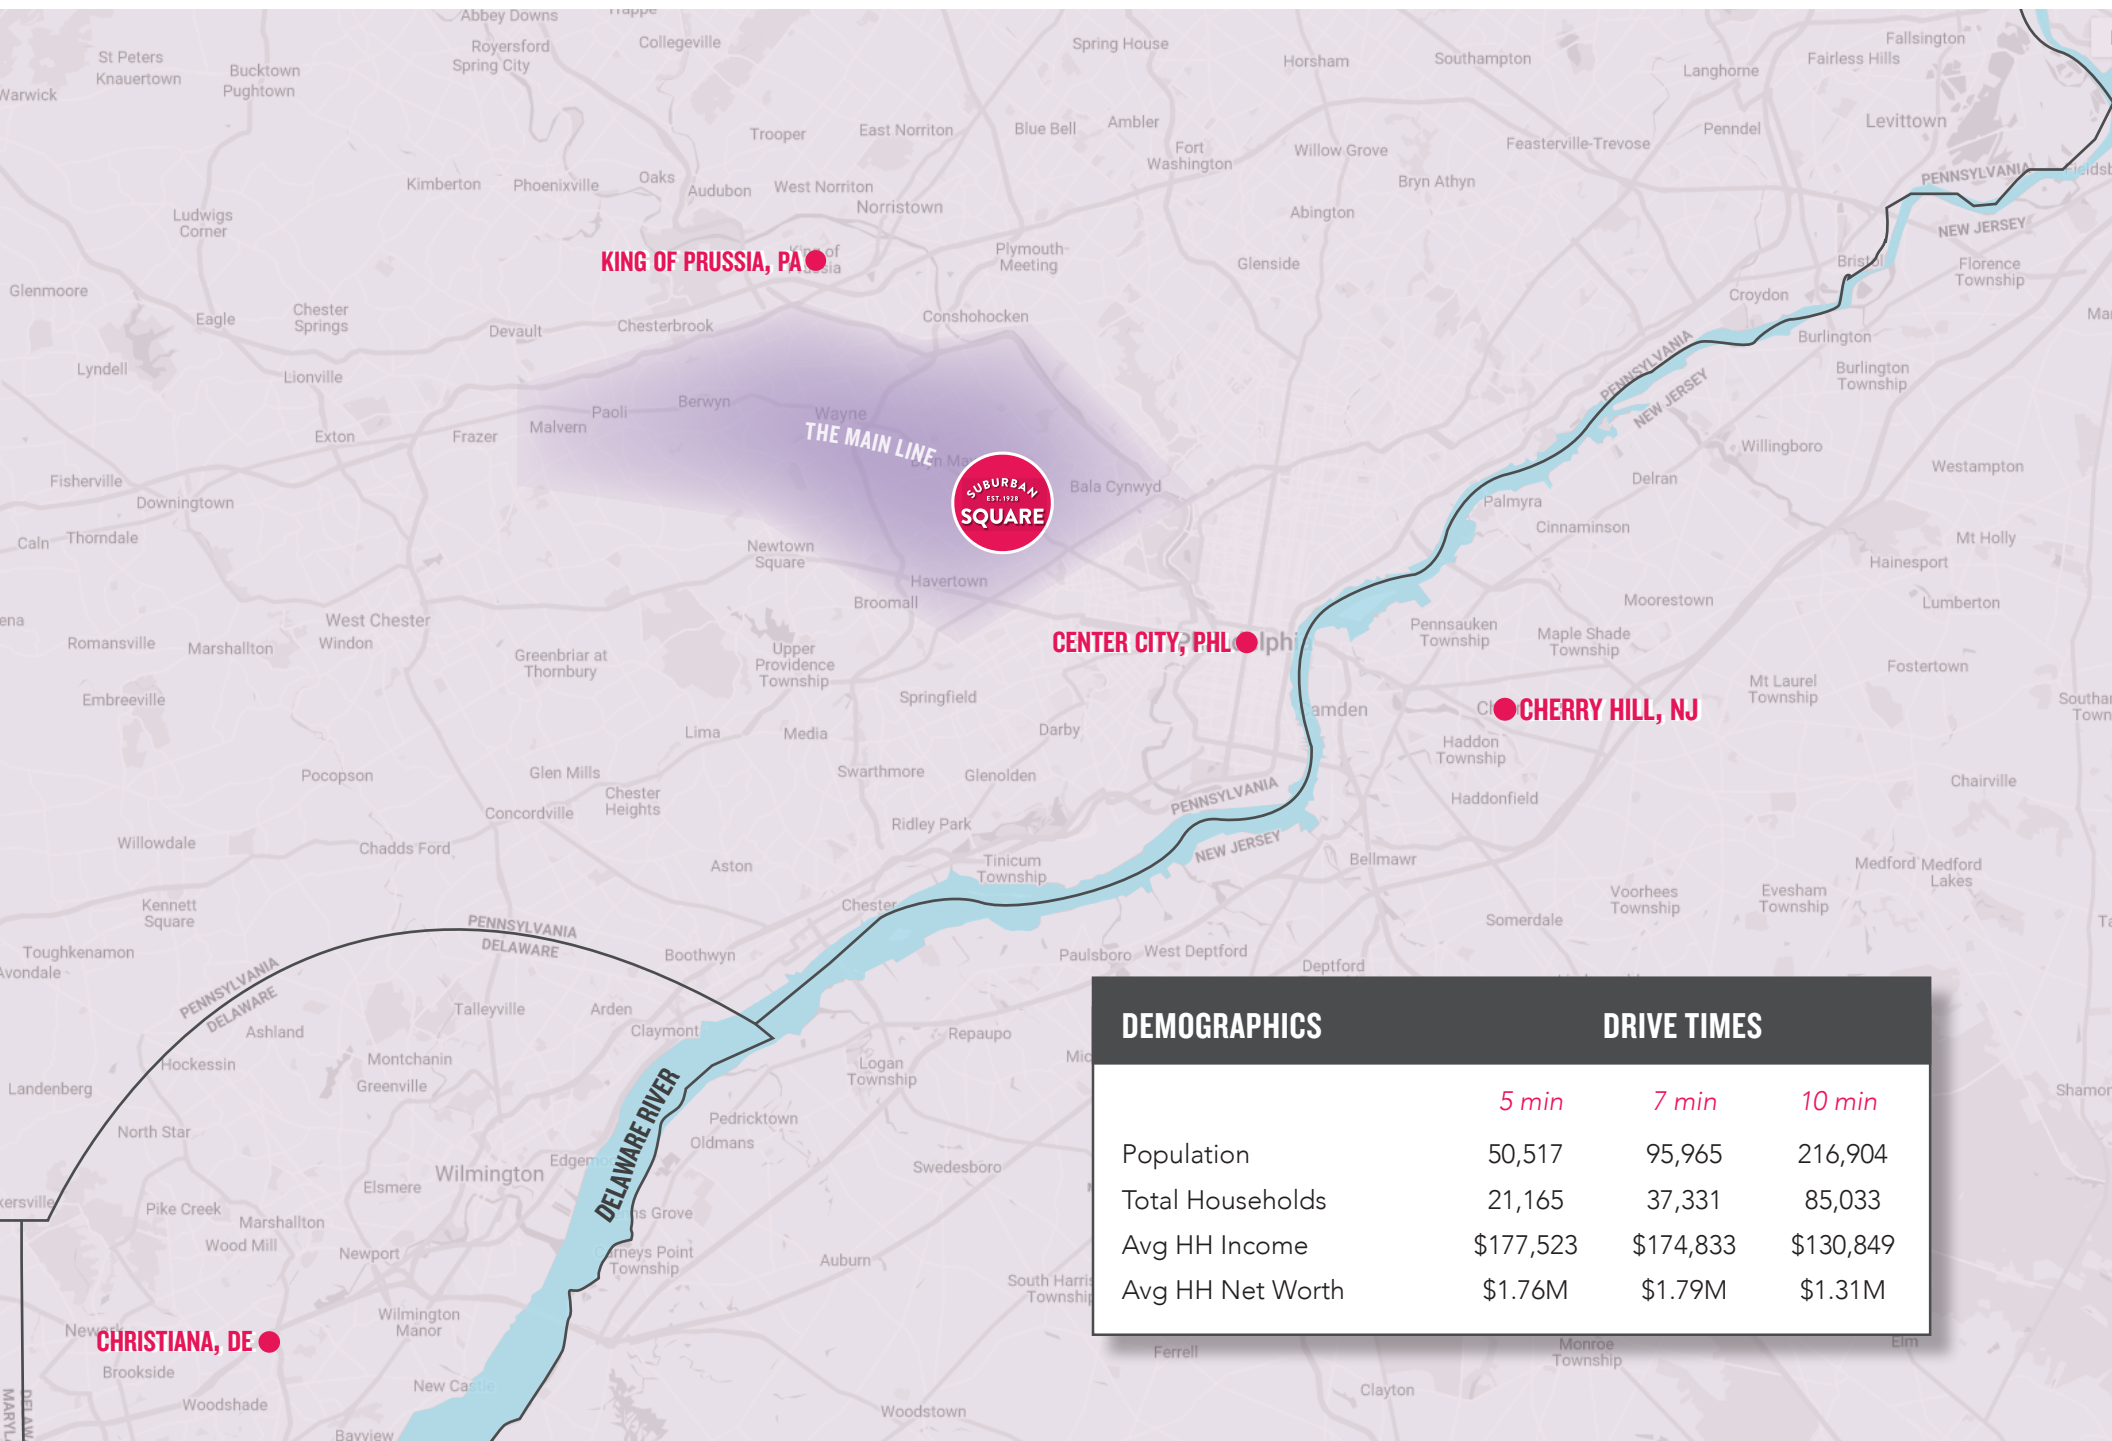 Abbey Downs
Trappe
St Peters
Knauertown
Bucktown
Pughtown
Royersford
Spring City
Collegeville
Spring House
Horsham
Southampton
Langhorne
Fallsington
Fairless Hills
Warwick
Trooper
East Norriton
Blue Bell
Ambler
Fort
Washington
Willow Grove
Feasterville-Trevose
Penndel
Levittown
Kimberton
Phoenixville
Oaks
Audubon
West Norriton
Norristown
Bryn Athyn
PENNSYLVANIA
NEW JERSEY
Ludwigs
Corner
KING OF PRUSSIA, PA
Plymouth-
Meeting
Abington
Glenside
Bristol
Florence
Township
Glenmoore
Eagle
Chester
Springs
Devault
Chesterbrook
Conshohocken
Croydon
Burlington
Burlington
Township
PENNSYLVANIA
NEW JERSEY
Lyndell
Lionville
Paoli
Berwyn
Wayne
Malvern
Exton
Frazer
THE MAIN LINE
SUBURBAN
EST. 1928
SQUARE
Bala Cynwyd
Willingboro
Westampton
Delran
Palmyra
Cinnaminson
Mt Holly
Hainesport
Fisherville
Downingtown
Caln
Thorndale
Newtown
Square
Havertown
Broomall
West Chester
Windon
Romansville
Marshallton
Greenbriar at
Thornbury
Upper
Providence
Township
CENTER CITY, PHL
Pennsauken
Township
Maple Shade
Township
Moorestown
Lumberton
Fostertown
Mt Laurel
Township
Embreeville
Springfield
CHERRY HILL, NJ
Lima
Media
Darby
Haddon
Township
Pocopson
Glen Mills
Chester
Heights
Swarthmore
Glenolden
PENNSYLVANIA
NEW JERSEY
Haddonfield
Chairville
Concordville
Ridley Park
Willowdale
Chadds Ford
Aston
Tinicum
Township
Bellmawr
Medford
Medford
Lakes
Voorhees
Township
Evesham
Township
Kennett
Square
Chester
Somerdale
PENNSYLVANIA
DELAWARE
Toughkenamon
Avondale
Boothwyn
Paulsboro
West Deptford
Deptford
PENNSYLVANIA
DELAWARE
Talleyville
Arden
Claymont
Ashland
Repaupo
Hockessin
Montchanin
Greenville
Logan
Township
Landenberg
DELAWARE RIVER
Pedricktown
Oldmans
North Star
Wilmington
Elsmere
Swedesboro
Pike Creek
Marshallton
Wood Mill
Newport
Carneys Point
Township
Auburn
Wilmington
Manor
CHRISTIANA, DE
Brookside
New Castle
Woodshade
Bayview
Woodstown
Ferrell
Clayton
Monroe
Township
Elm
DEMOGRAPHICS DRIVE TIMES
5 min 7 min 10 min
Population 50,517 95,965 216,904
Total Households 21,165 37,331 85,033
Avg HH Income $177,523 $174,833 $130,849
Avg HH Net Worth $1.76M $1.79M $1.31M